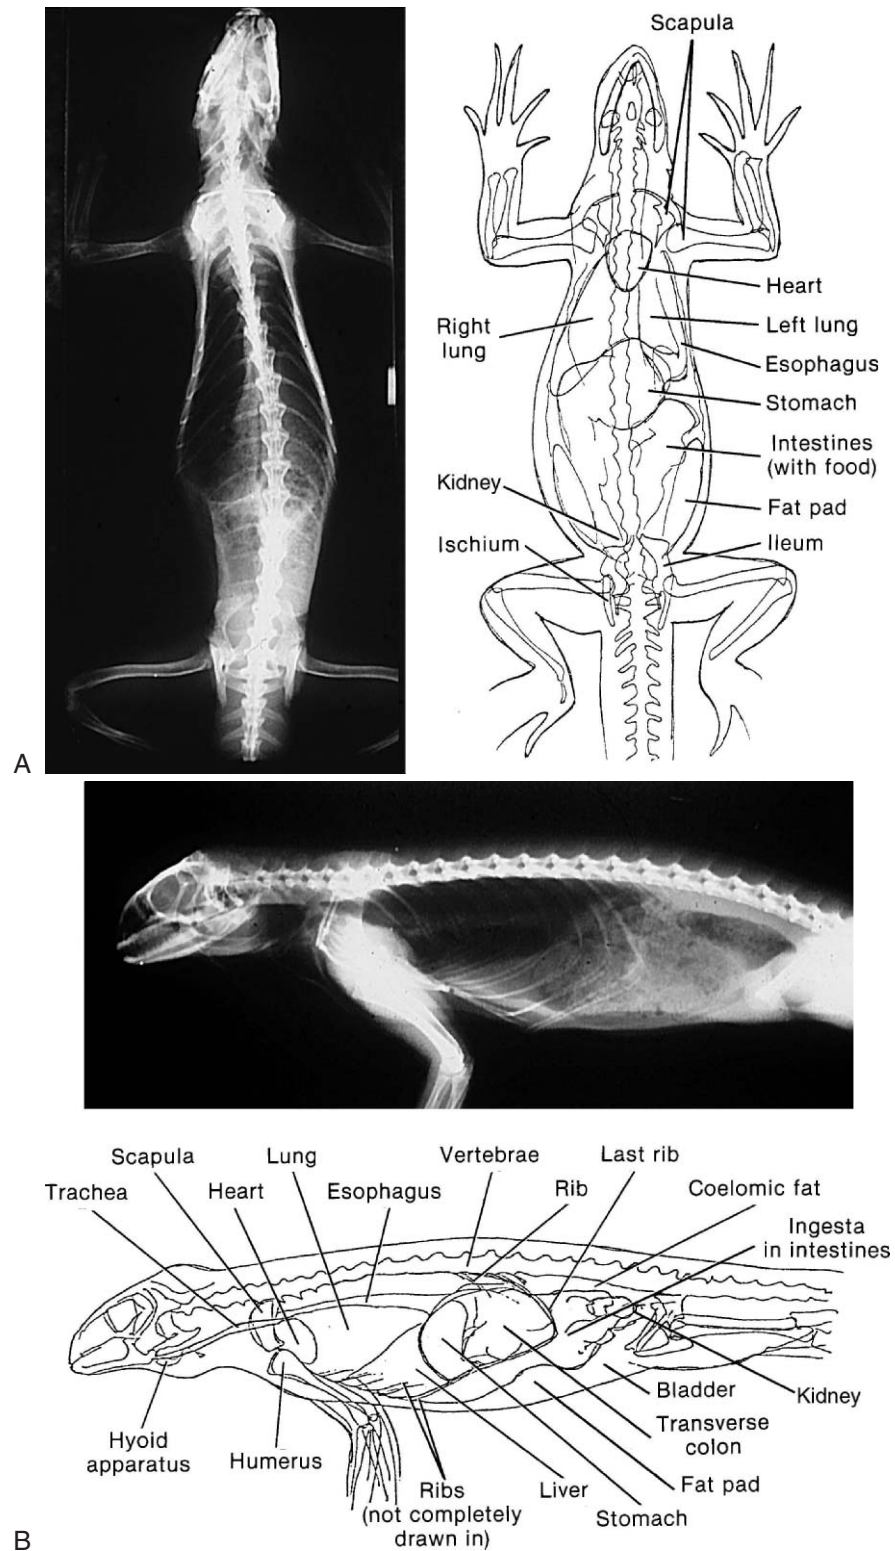 Scapula
Heart
Right
lung
Left lung
Esophagus
Stomach
Intestines
(with food)
Kidney
Fat pad
Ischium
Ileum
A
Scapula
Lung
Vertebrae
Last rib
Trachea
Heart
Esophagus
Rib
Coelomic fat
Ingesta
in intestines
Bladder
Kidney
Hyoid
apparatus
Humerus
Transverse
colon
Ribs
(not completely
drawn in)
Liver
Fat pad
Stomach
B